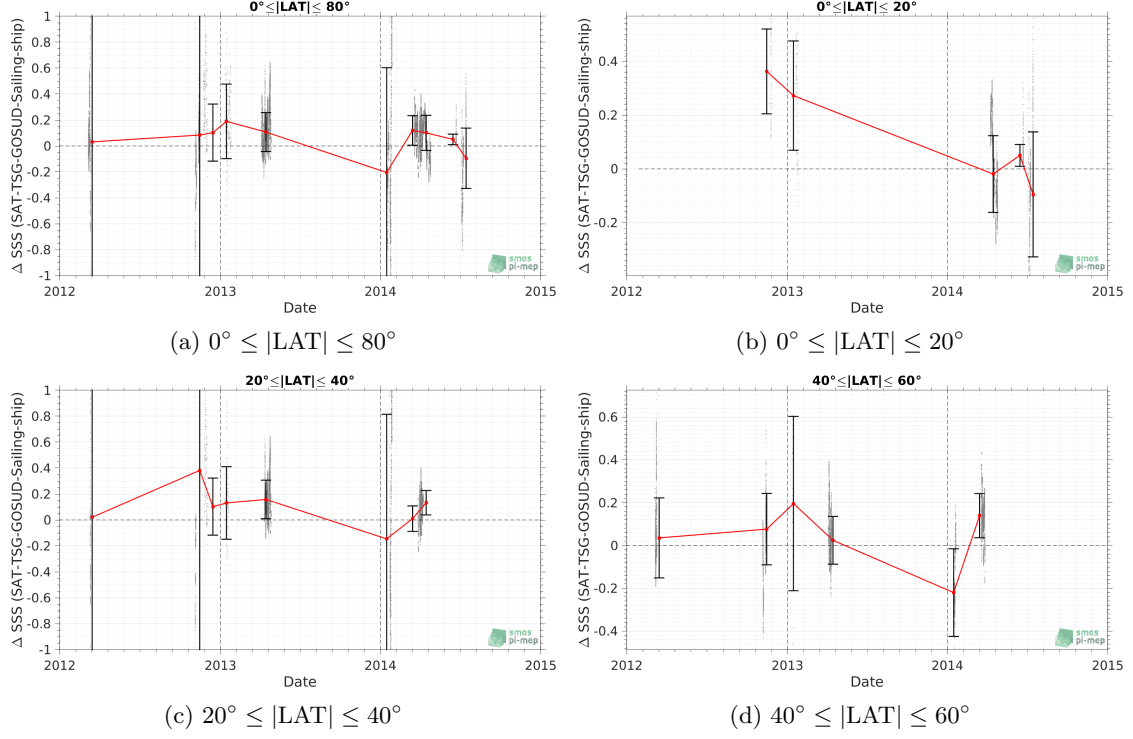 0°≤|LAT|≤ 80°
Δ SSS (SAT-TSG-GOSUD-Sailing-ship)
1
0.8
0.6
0.4
0.2
0
-0.2
-0.4
-0.6
-0.8
-1
2012
2013
2014
2015
Date
smos
pi-mep
(a) 0° ≤ |LAT| ≤ 80°
0°≤|LAT|≤ 20°
Δ SSS (SAT-TSG-GOSUD-Sailing-ship)
0.4
0.2
0
-0.2
2012
2013
2014
2015
Date
smos
pi-mep
(b) 0° ≤ |LAT| ≤ 20°
20°≤|LAT|≤ 40°
Δ SSS (SAT-TSG-GOSUD-Sailing-ship)
1
0.8
0.6
0.4
0.2
0
-0.2
-0.4
-0.6
-0.8
-1
2012
2013
2014
2015
Date
smos
pi-mep
(c) 20° ≤ |LAT| ≤ 40°
40°≤|LAT|≤ 60°
Δ SSS (SAT-TSG-GOSUD-Sailing-ship)
0.6
0.4
0.2
0
-0.2
-0.4
2012
2013
2014
2015
Date
smos
pi-mep
(d) 40° ≤ |LAT| ≤ 60°